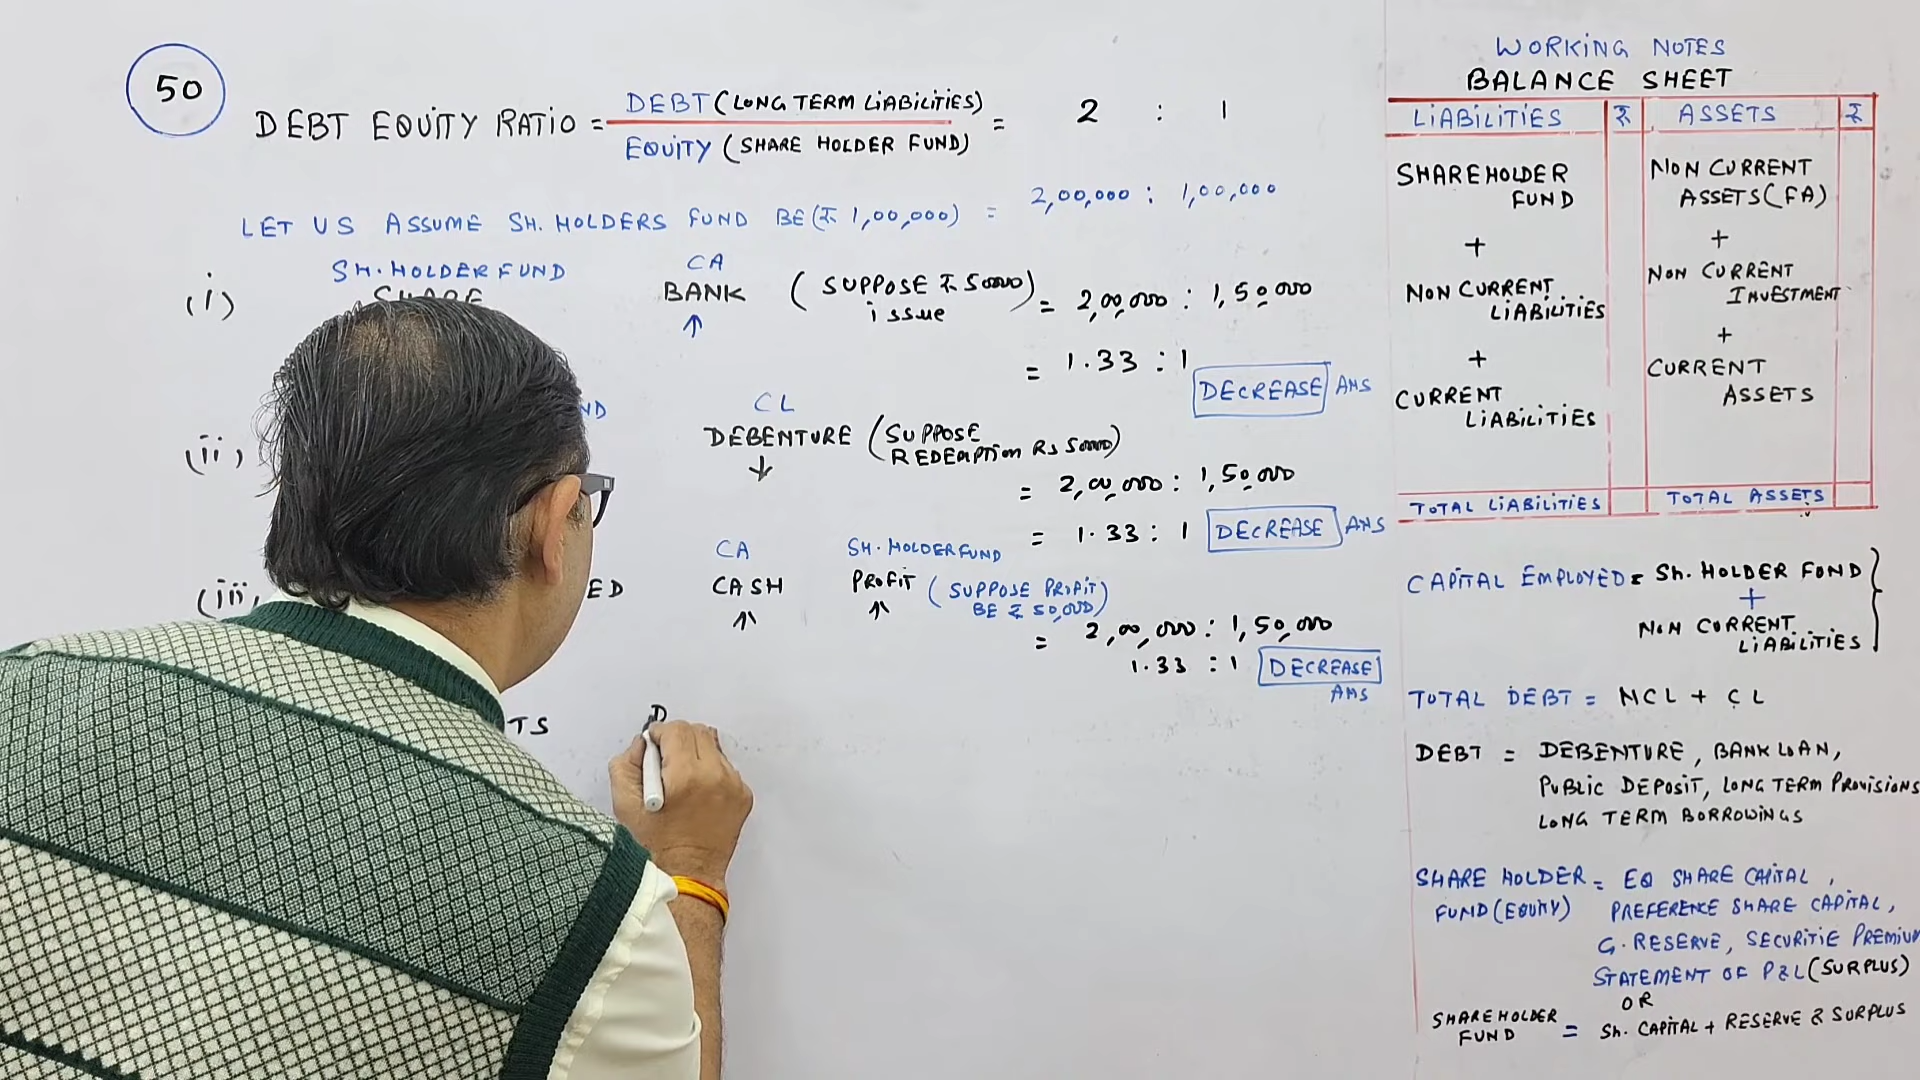 50
DEBT EQUITY RATIO = DEBT (LONG TERM LIABILITIES) = 2 : 1
EQUITY (SHARE HOLDER FUND)
LET US ASSUME SH. HOLDERS FUND BE (₹ 1,00,000) = 2,00,000 : 1,00,000
SH. HOLDER FUND CA
(i) SHARE BANK ↑ (SUPPOSE ₹ 50000 issue) = 2,00,000 : 1,50,000
= 1.33 : 1 DECREASE ANS
ND CL
(ii) DEBENTURE ↓ (SUPPOSE REDEMPTION RS 50000)
= 2,00,000 : 1,50,000
= 1.33 : 1 DECREASE ANS
CA SH. HOLDER FUND
(iii) ED CASH ↑ PROFIT ↑ (SUPPOSE PROFIT BE ₹ 50,000)
= 2,00,000 : 1,50,000
1.33 : 1 DECREASE
ANS
TS D
WORKING NOTES
BALANCE SHEET
LIABILITIES ₹ ASSETS ₹
SHAREHOLDER FUND
+
NON CURRENT LIABILITIES
+
CURRENT LIABILITIES
NON CURRENT ASSETS (FA)
+
NON CURRENT INVESTMENT
+
CURRENT ASSETS
TOTAL LIABILITIES TOTAL ASSETS
CAPITAL EMPLOYED = SH. HOLDER FOND
+
NON CURRENT LIABILITIES
TOTAL DEBT = NCL + CL
DEBT = DEBENTURE, BANK LOAN,
PUBLIC DEPOSIT, LONG TERM PROVISIONS
LONG TERM BORROWINGS
SHARE HOLDER = EQ SHARE CAPITAL,
FUND (EQUITY) PREFERENCE SHARE CAPITAL,
G. RESERVE, SECURITIE PREMIUM
STATEMENT OF P&L (SURPLUS)
OR
SHAREHOLDER FUND = SH. CAPITAL + RESERVE & SURPLUS